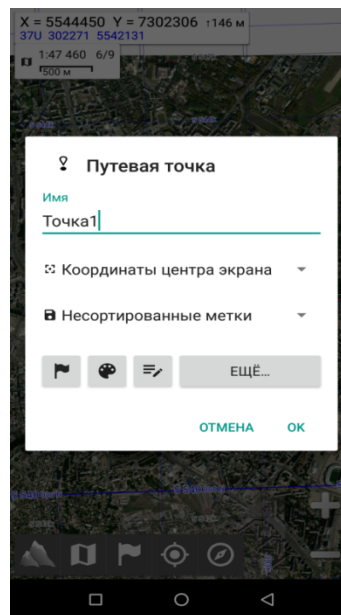 X = 5544450 Y = 7302306 ↑146 м
37U 302271 5542131
1:47 460 6/9
500 м
Путевая точка
Имя
Точка1
Координаты центра экрана
Несортированные метки
ЕЩЁ...
ОТМЕНА ОК